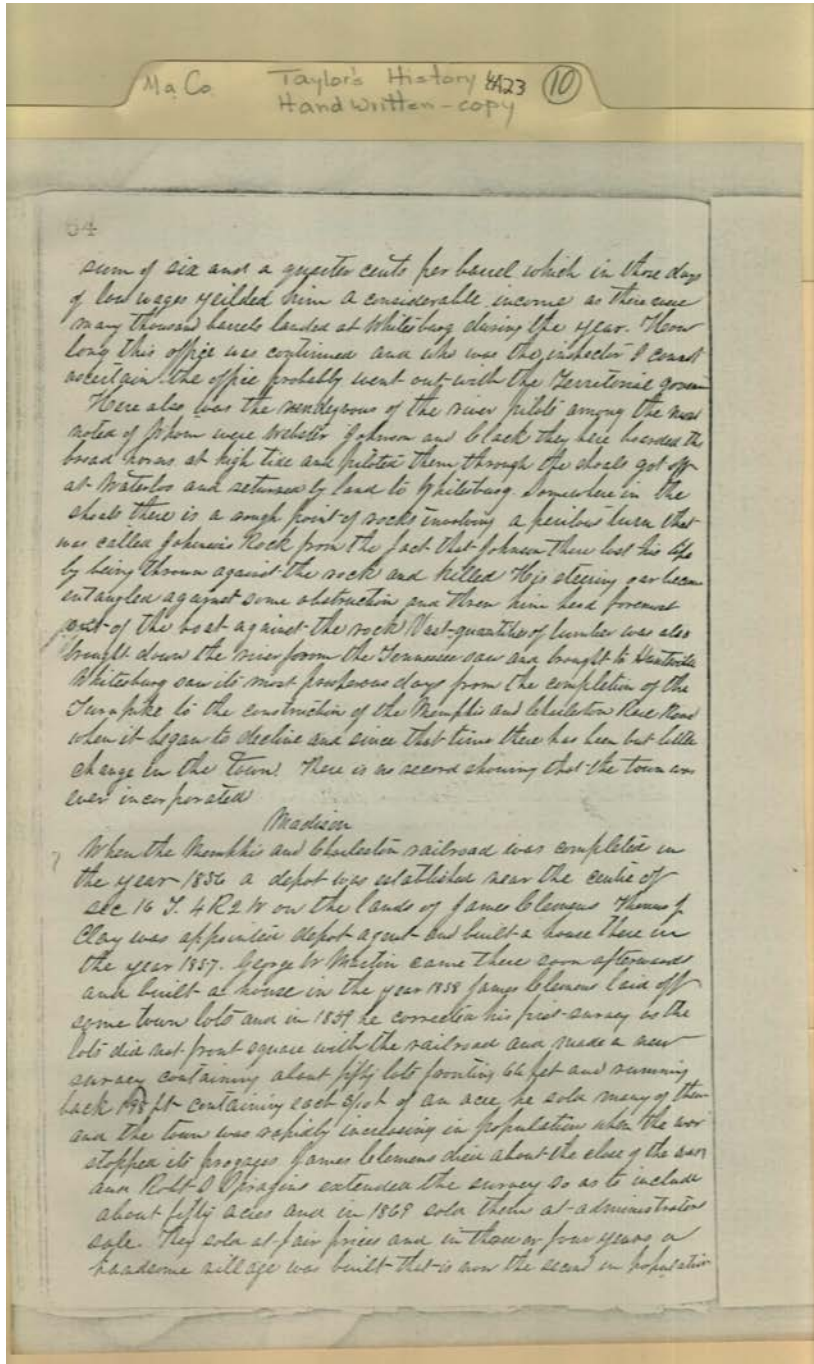 Ma. Co. Taylor's History 4A23 10
Handwritten - copy
54
sum of six and a quarter cents per barrel which in those days
of low wages yeilded him a considerable income as there were
many thousand barrels landed at Whitesburg during the year. How
long this office was continued and who was the inspector I cannot
ascertain. the office probably went out with the Territorial govern
Here also was the rendezvous of the river pilots among the most
noted of whom were Webster Johnson and Black they here boarded the
broad horns at high tide and piloted them through the shoals got off
at Waterloo and returned by land to Whitesburg. Somewhere in the
shoals there is a rough point of rocks involving a perilous turn that
was called Johnsons Rock from the fact that Johnson there lost his life
by being thrown against the rock and killed His steering oar became
entangled against some obstruction and threw him head foremost
out of the boat against the rock Vast quantities of lumber was also
brought down the river from the Tennessee saw and brought to Huntsville
Whitesburg saw its most prosperous days from the completion of the
Turnpike to the construction of the Memphis and Charleston Rail Road
when it began to decline and since that time there has been but little
change in the town. There is no record showing that the town was
ever incorporated
Madison
When the Memphis and Charleston railroad was completed in
the year 1856 a depot was established near the centre of
sec 16 T. 4 R 2 W on the lands of James Clemens Thomas J
Clay was appointed depot agent and built a house there in
the year 1857. George W Martin came there soon afterwards
and built a house in the year 1858 James Clemens laid off
some town lots and in 1859 he corrected his first survey as the
lots did not front square with the railroad and made a new
survey containing about fifty lots fronting 66 feet and running
back 198 ft containing each of an acre he sold many of them
and the town was rapidly increasing in population when the war
stopped its progress James Clemens died about the close of the war
and Robt Spragins extended the survey so as to include
about fifty acres and in 1869 sold them at administrators
sale. They sold at fair prices and in three or four years a
handsome village was built that is now the second in population